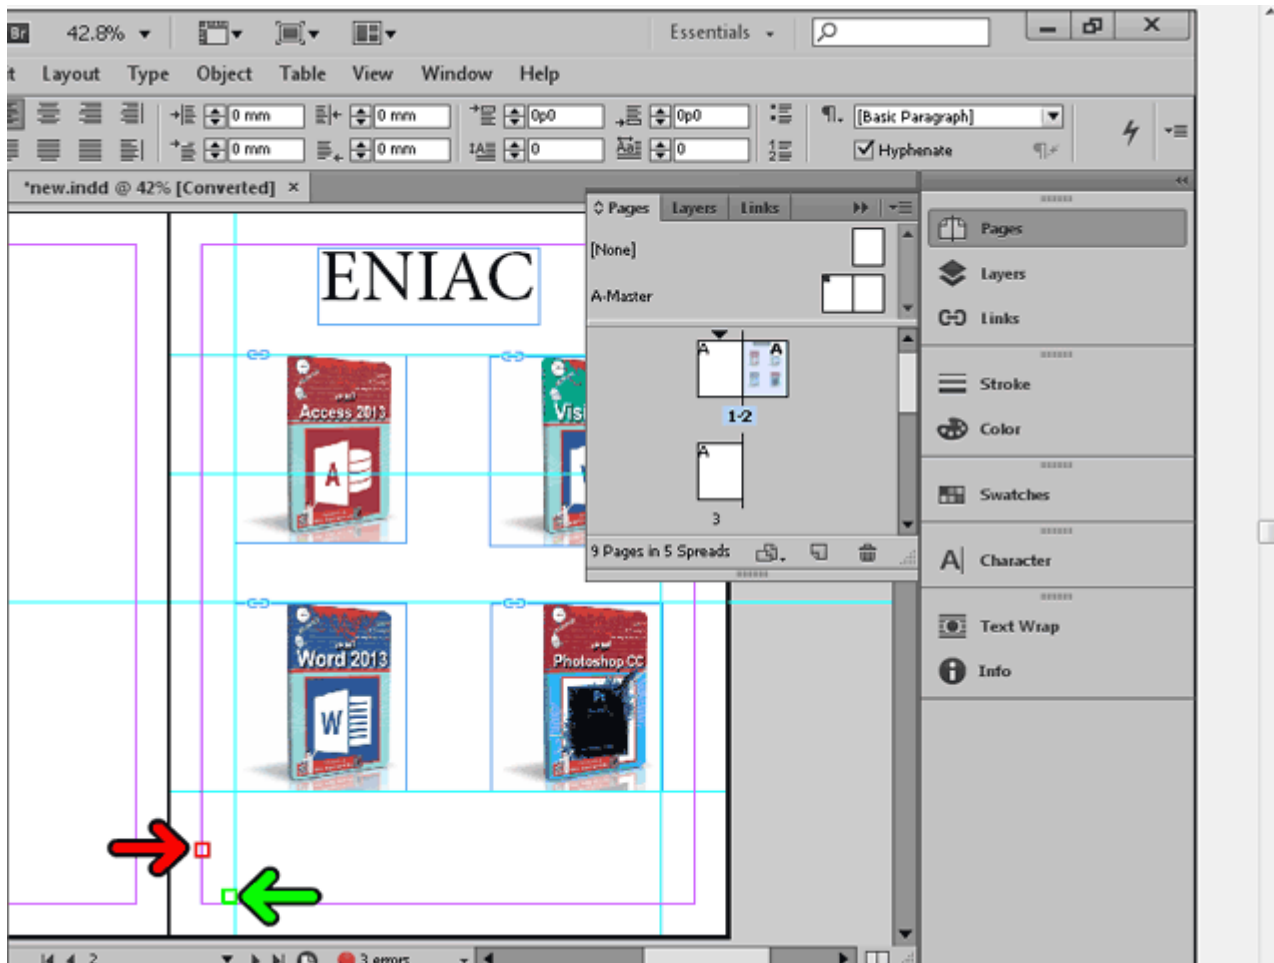 Br 42.8% Essentials
Layout Type Object Table View Window Help
0 mm 0 mm 0p0 0p0 [Basic Paragraph]
0 mm 0 mm 0 0 Hyphenate
*new.indd @ 42% [Converted] ×
Pages Layers Links
[None]
A-Master
ENIAC
Access 2013
Visi
Word 2013
Photoshop CC
A
A
1-2
A
3
9 Pages in 5 Spreads
Pages
Layers
Links
Stroke
Color
Swatches
Character
Text Wrap
Info
2 3 errors